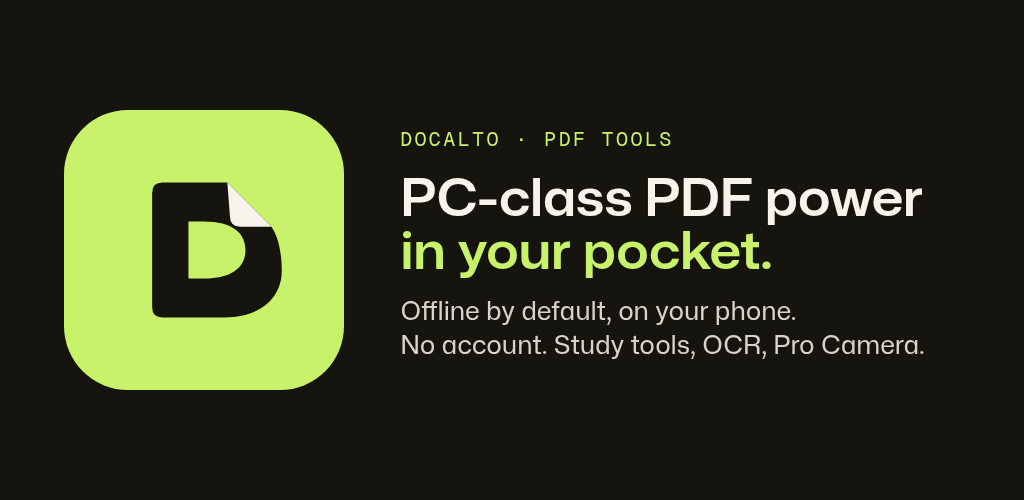 D
DOCALTO · PDF TOOLS
PC-class PDF power
in your pocket.
Offline by default, on your phone.
No account. Study tools, OCR, Pro Camera.